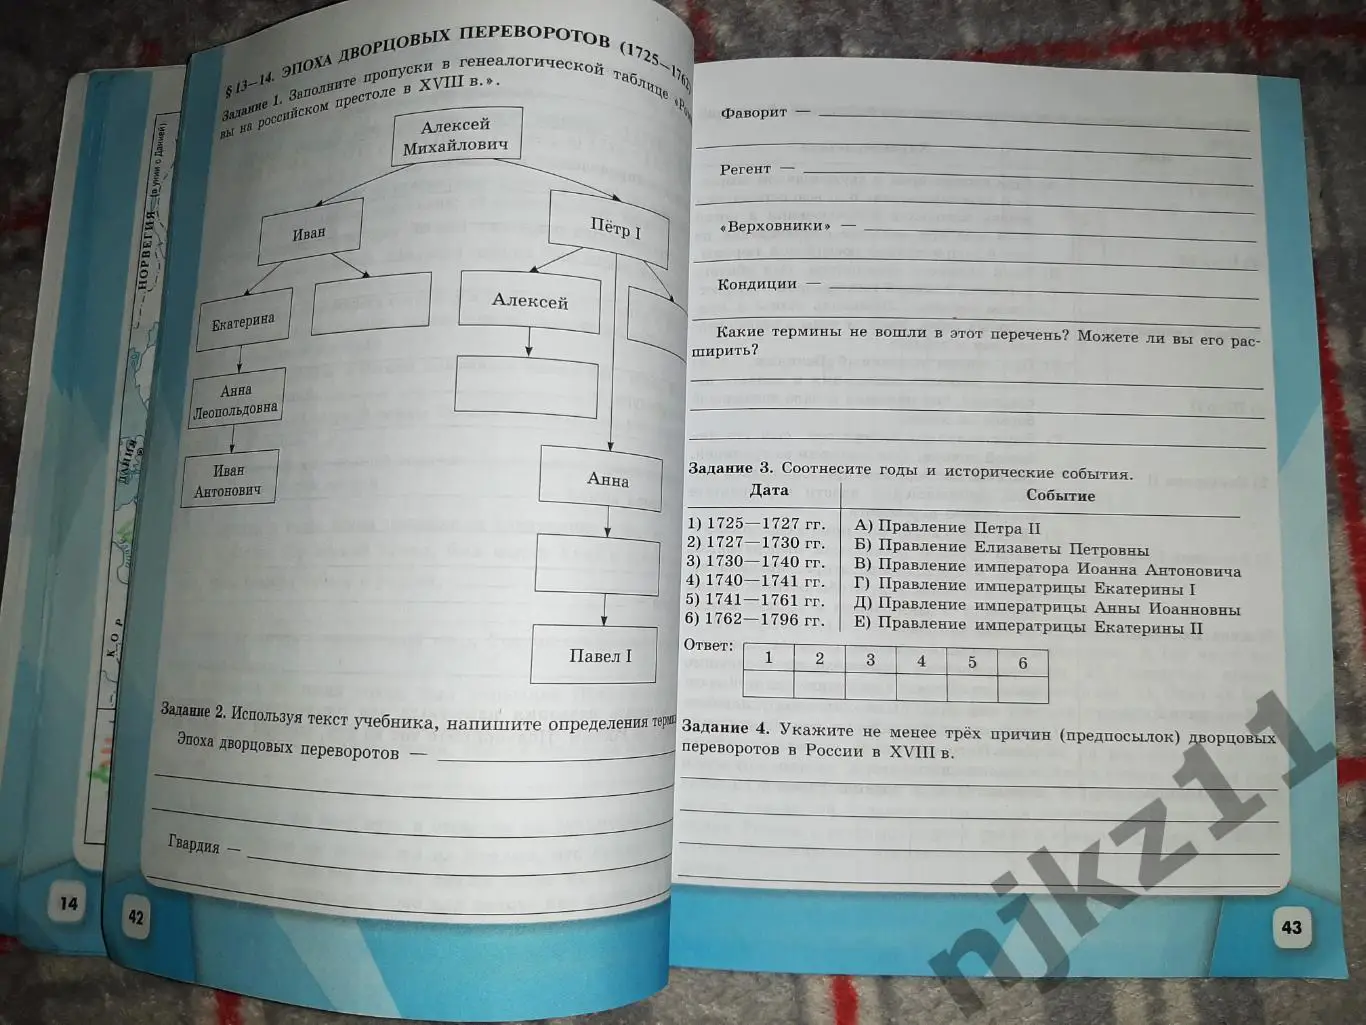 § 13—14. ЭПОХА ДВОРЦОВЫХ ПЕРЕВОРОТОВ (1725—1762)
Задание 1. Заполните пропуски в генеалогической таблице
вы на российском престоле в XVIII в.».
Алексей
Михайлович
Иван
Пётр I
Екатерина
Алексей
Анна
Леопольдовна
Иван
Антонович
Анна
Павел I
Задание 2. Используя текст учебника, напишите определения
Эпоха дворцовых переворотов —
Гвардия —
42
14
НОРВЕГИЯ
(в унии с Данией)
ДАНИЯ
К О Р
Фаворит —
Регент —
«Верховники» —
Кондиции —
Какие термины не вошли в этот перечень? Можете ли вы его рас-
ширить?
Задание 3. Соотнесите годы и исторические события.
Дата Событие
1) 1725—1727 гг. А) Правление Петра II
2) 1727—1730 гг. Б) Правление Елизаветы Петровны
3) 1730—1740 гг. В) Правление императора Иоанна Антоновича
4) 1740—1741 гг. Г) Правление императрицы Екатерины I
5) 1741—1761 гг. Д) Правление императрицы Анны Иоанновны
6) 1762—1796 гг. Е) Правление императрицы Екатерины II
Ответ: 1 2 3 4 5 6
Задание 4. Укажите не менее трёх причин (предпосылок) дворцовых
переворотов в России в XVIII в.
43
njkz11